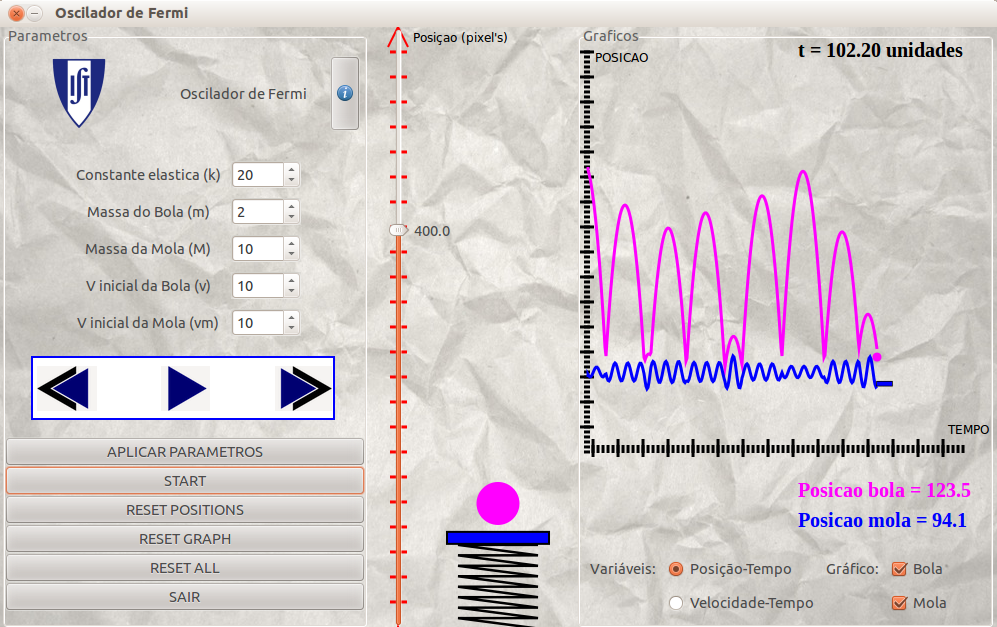 Oscilador de Fermi
Parametros
Oscilador de Fermi
Constante elastica (k) 20
Massa do Bola (m) 2
Massa da Mola (M) 10
V inicial da Bola (v) 10
V inicial da Mola (vm) 10
APLICAR PARAMETROS
START
RESET POSITIONS
RESET GRAPH
RESET ALL
SAIR
Posiçao (pixel's)
400.0
Graficos
POSICAO
t = 102.20 unidades
TEMPO
Posicao bola = 123.5
Posicao mola = 94.1
Variáveis: Posição-Tempo Gráfico: Bola
Velocidade-Tempo Mola